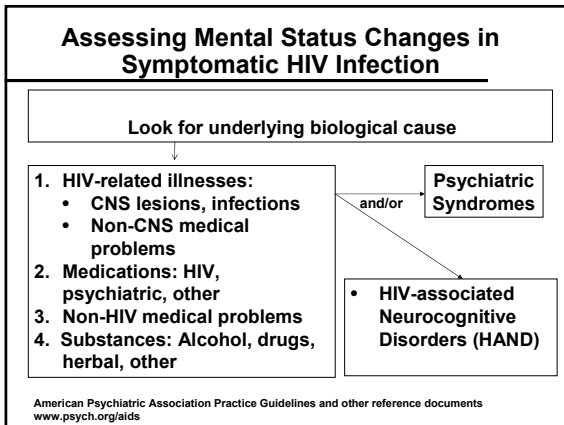 Assessing Mental Status Changes in
Symptomatic HIV Infection
Look for underlying biological cause
1. HIV-related illnesses:
• CNS lesions, infections
• Non-CNS medical
problems
2. Medications: HIV,
psychiatric, other
3. Non-HIV medical problems
4. Substances: Alcohol, drugs,
herbal, other
and/or
Psychiatric
Syndromes
• HIV-associated
Neurocognitive
Disorders (HAND)
American Psychiatric Association Practice Guidelines and other reference documents
www.psych.org/aids